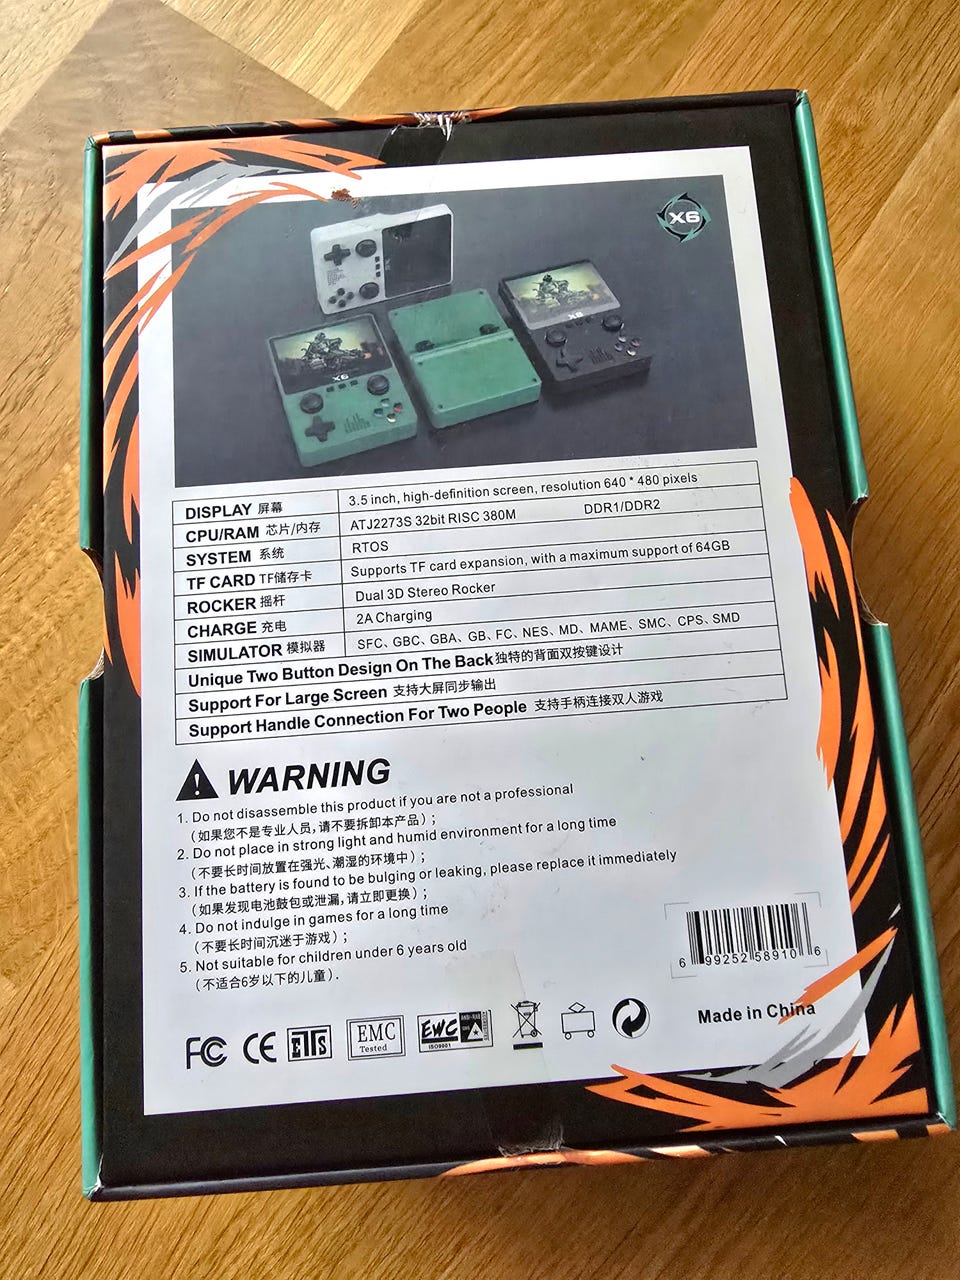 X6
X6
X6
DISPLAY 屏幕 3.5 inch, high-definition screen, resolution 640 * 480 pixels
CPU/RAM 芯片/内存 ATJ2273S 32bit RISC 380M DDR1/DDR2
SYSTEM 系统 RTOS
TF CARD TF储存卡 Supports TF card expansion, with a maximum support of 64GB
ROCKER 摇杆 Dual 3D Stereo Rocker
CHARGE 充电 2A Charging
SIMULATOR 模拟器 SFC、GBC、GBA、GB、FC、NES、MD、MAME、SMC、CPS、SMD
Unique Two Button Design On The Back 独特的背面双按键设计
Support For Large Screen 支持大屏同步输出
Support Handle Connection For Two People 支持手柄连接双人游戏
WARNING
1. Do not disassemble this product if you are not a professional
(如果您不是专业人员,请不要拆卸本产品) ;
2. Do not place in strong light and humid environment for a long time
(不要长时间放置在强光、潮湿的环境中) ;
3. If the battery is found to be bulging or leaking, please replace it immediately
(如果发现电池鼓包或泄漏,请立即更换) ;
4. Do not indulge in games for a long time
(不要长时间沉迷于游戏) ;
5. Not suitable for children under 6 years old
(不适合6岁以下的儿童) .
6 99252 58910 6
Made in China
FC CE ETS EMC Tested EWC ISO9001